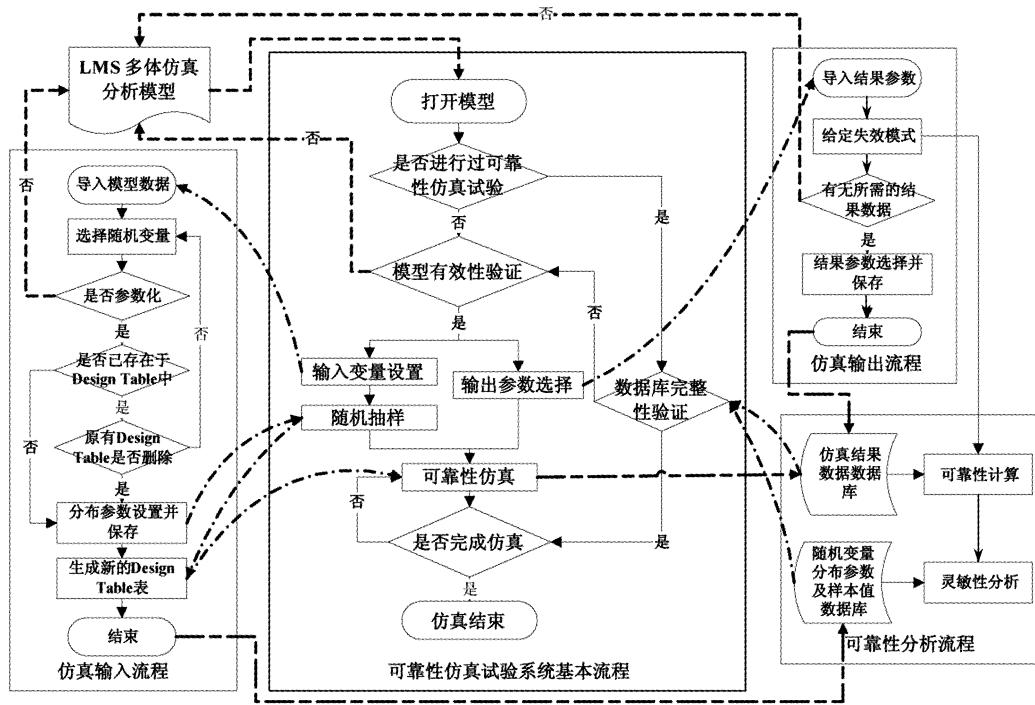 否
LMS 多体仿真
分析模型
否
否
导入模型数据
选择随机变量
是否参数化
是
否
是否已存在于
Design Table中
是
否
原有Design
Table是否删除
是
分布参数设置并
保存
生成新的Design
Table表
结束
仿真输入流程
打开模型
是否进行过可靠
性仿真试验
是
否
模型有效性验证
否
是
输入变量设置
输出参数选择
数据库完整
性验证
随机抽样
可靠性仿真
否
是否完成仿真
是
是
仿真结束
可靠性仿真试验系统基本流程
导入结果参数
给定失效模式
有无所需的结
果数据
是
结果参数选择并
保存
结束
仿真输出流程
仿真结果
数据数据
库
可靠性计算
随机变量
分布参数
及样本值
数据库
灵敏性分析
可靠性分析流程